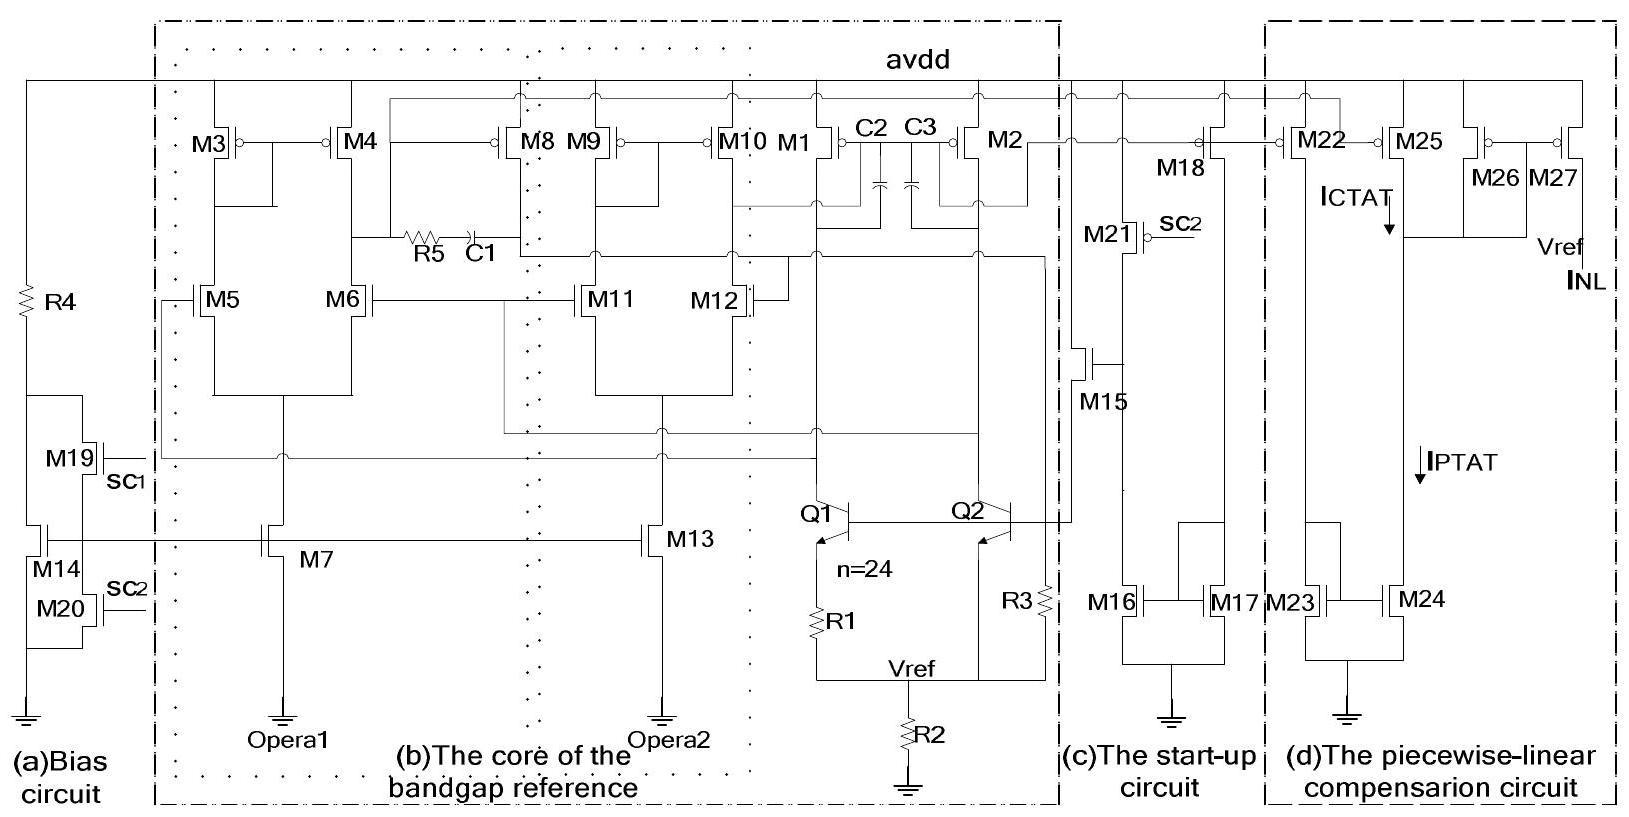 avdd
M3
M4
M8
M9
M10
M1
C2
C3
M2
M18
M22
M25
M26
M27
ICTAT
M21
SC2
R5
C1
Vref
INL
R4
M5
M6
M11
M12
M15
M19
SC1
IPTAT
Q1
Q2
n=24
M14
M7
M13
M20
SC2
R1
R3
M16
M17
M23
M24
Vref
R2
Opera1
Opera2
(a)Bias
circuit
(b)The core of the
bandgap reference
(c)The start-up
circuit
(d)The piecewise-linear
compensarion circuit